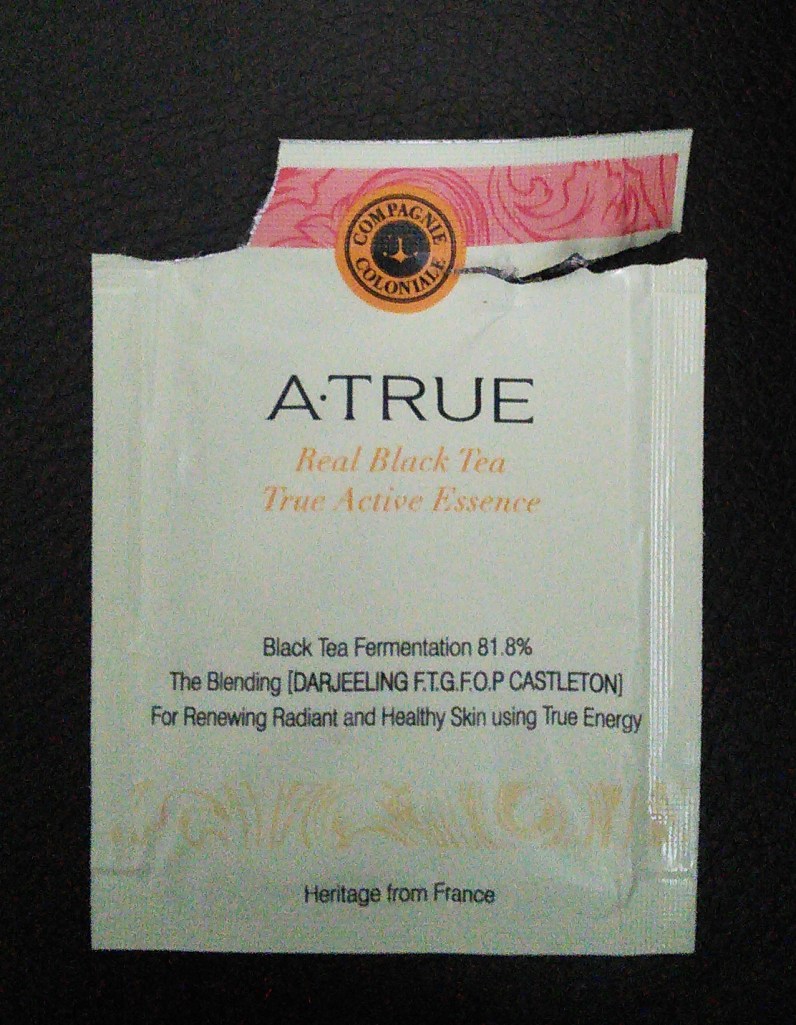 COMPAGNIE
COLONIALE
A·TRUE
Real Black Tea
True Active Essence
Black Tea Fermentation 81.8%
The Blending [DARJEELING F.T.G.F.O.P CASTLETON]
For Renewing Radiant and Healthy Skin using True Energy
Heritage from France